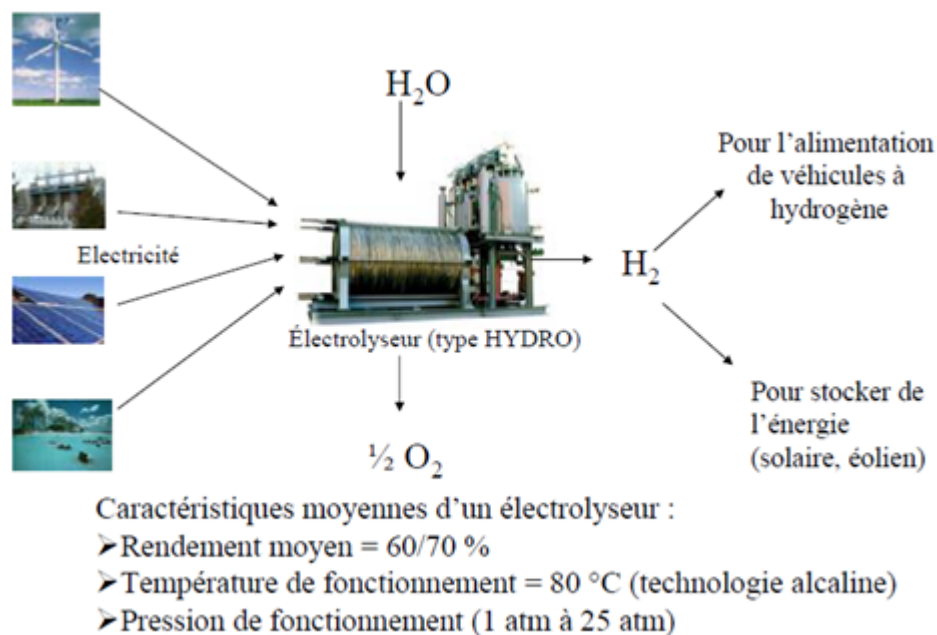 H₂O
Pour l'alimentation
de véhicules à
hydrogène
Electricité
H₂
Électrolyseur (type HYDRO)
Pour stocker de
l'énergie
(solaire, éolien)
½ O₂
Caractéristiques moyennes d'un électrolyseur :
➢Rendement moyen = 60/70 %
➢Température de fonctionnement = 80 °C (technologie alcaline)
➢Pression de fonctionnement (1 atm à 25 atm)